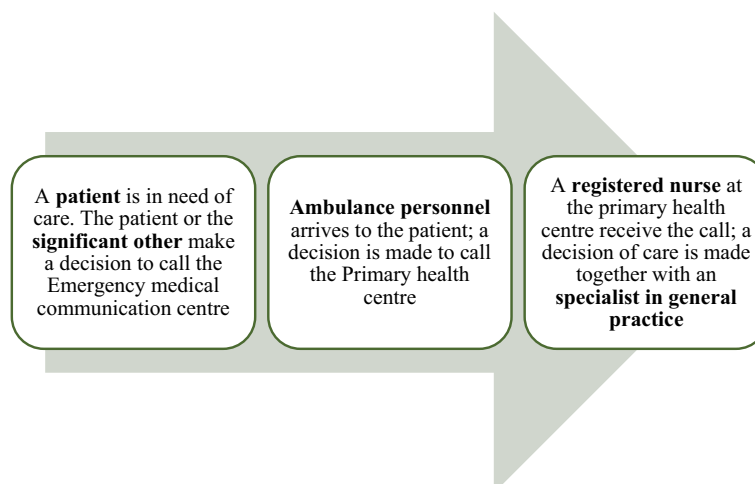 A patient is in need of
care. The patient or the
significant other make
a decision to call the
Emergency medical
communication centre
Ambulance personnel
arrives to the patient; a
decision is made to call
the Primary health
centre
A registered nurse at
the primary health
centre receive the call; a
decision of care is made
together with an
specialist in general
practice